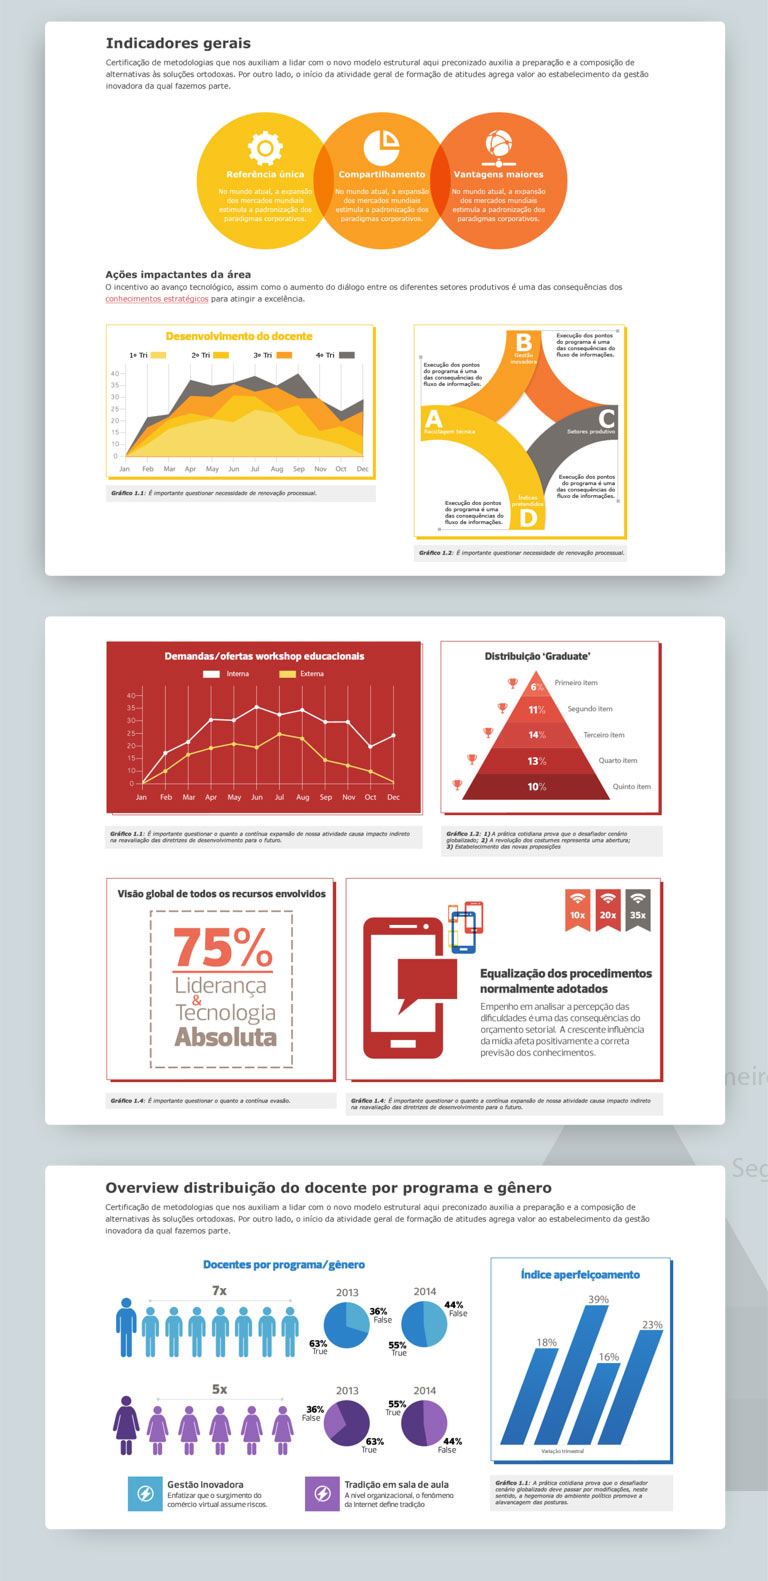 Indicadores gerais
Certificação de metodologias que nos auxiliam a lidar com o novo modelo estrutural aqui preconizado auxilia a preparação e a composição de
alternativas às soluções ortodoxas. Por outro lado, o início da atividade geral de formação de atitudes agrega valor ao estabelecimento da gestão
inovadora da qual fazemos parte.
Referência única
No mundo atual, a expansão
dos mercados mundiais
estimula a padronização dos
paradigmas corporativos.
Compartilhamento
No mundo atual, a expansão
dos mercados mundiais
estimula a padronização dos
paradigmas corporativos.
Vantagens maiores
No mundo atual, a expansão
dos mercados mundiais
estimula a padronização dos
paradigmas corporativos.
Ações impactantes da área
O incentivo ao avanço tecnológico, assim como o aumento do diálogo entre os diferentes setores produtivos é uma das consequências dos
conhecimentos estratégicos para atingir a excelência.
Desenvolvimento do docente
1º Tri 2º Tri 3º Tri 4º Tri
40
35
30
25
20
15
10
0
Jan Feb Mar Apr May Jun Jul Aug Sep Nov Oct Dec
Gráfico 1.1: É importante questionar necessidade de renovação processual.
B
Gestão
inovadora
Execução dos pontos
do programa é uma
das consequências do
fluxo de informações.
Execução dos pontos
do programa é uma
das consequências do
fluxo de informações.
A
Reciclagem técnica
C
Setores produtivo
Execução dos pontos
do programa é uma
das consequências do
fluxo de informações.
Índices
pretendidos
D
Execução dos pontos
do programa é uma
das consequências do
fluxo de informações.
Gráfico 1.2: É importante questionar necessidade de renovação processual.
Demandas/ofertas workshop educacionais
Interna Externa
40
35
30
25
20
15
10
0
Jan Feb Mar Apr May Jun Jul Aug Sep Nov Oct Dec
Gráfico 1.1: É importante questionar o quanto a contínua expansão de nossa atividade causa impacto indireto
na reavaliação das diretrizes de desenvolvimento para o futuro.
Distribuição ‘Graduate’
6% Primeiro item
11% Segundo item
14% Terceiro item
13% Quarto item
10% Quinto item
Gráfico 1.2: 1) A prática cotidiana prova que o desafiador cenário
globalizado; 2) A revolução dos costumes representa uma abertura;
3) Estabelecimento das novas proposições
Visão global de todos os recursos envolvidos
75%
Liderança
&
Tecnologia
Absoluta
Gráfico 1.4: É importante questionar o quanto a contínua evasão.
10x 20x 35x
Equalização dos procedimentos
normalmente adotados
Empenho em analisar a percepção das
dificuldades é uma das consequências do
orçamento setorial. A crescente influência
da mídia afeta positivamente a correta
previsão dos conhecimentos.
Gráfico 1.4: É importante questionar o quanto a contínua expansão de nossa atividade causa impacto indireto
na reavaliação das diretrizes de desenvolvimento para o futuro.
meiro
Seg
Overview distribuição do docente por programa e gênero
Certificação de metodologias que nos auxiliam a lidar com o novo modelo estrutural aqui preconizado auxilia a preparação e a composição de
alternativas às soluções ortodoxas. Por outro lado, o início da atividade geral de formação de atitudes agrega valor ao estabelecimento da gestão
inovadora da qual fazemos parte.
Docentes por programa/gênero
7x
2013
36%
False
63%
True
2014
44%
False
55%
True
5x
2013
36%
False
63%
True
2014
55%
True
44%
False
Gestão Inovadora
Enfatizar que o surgimento do
comércio virtual assume riscos.
Tradição em sala de aula
A nível organizacional, o fenômeno
da Internet define tradição
Índice aperfeiçoamento
18%
39%
16%
23%
Variação trimestral
Gráfico 1.1: A prática cotidiana prova que o desafiador
cenário globalizado deve passar por modificações, neste
sentido, a hegemonia do ambiente político promove a
alavancagem das posturas.